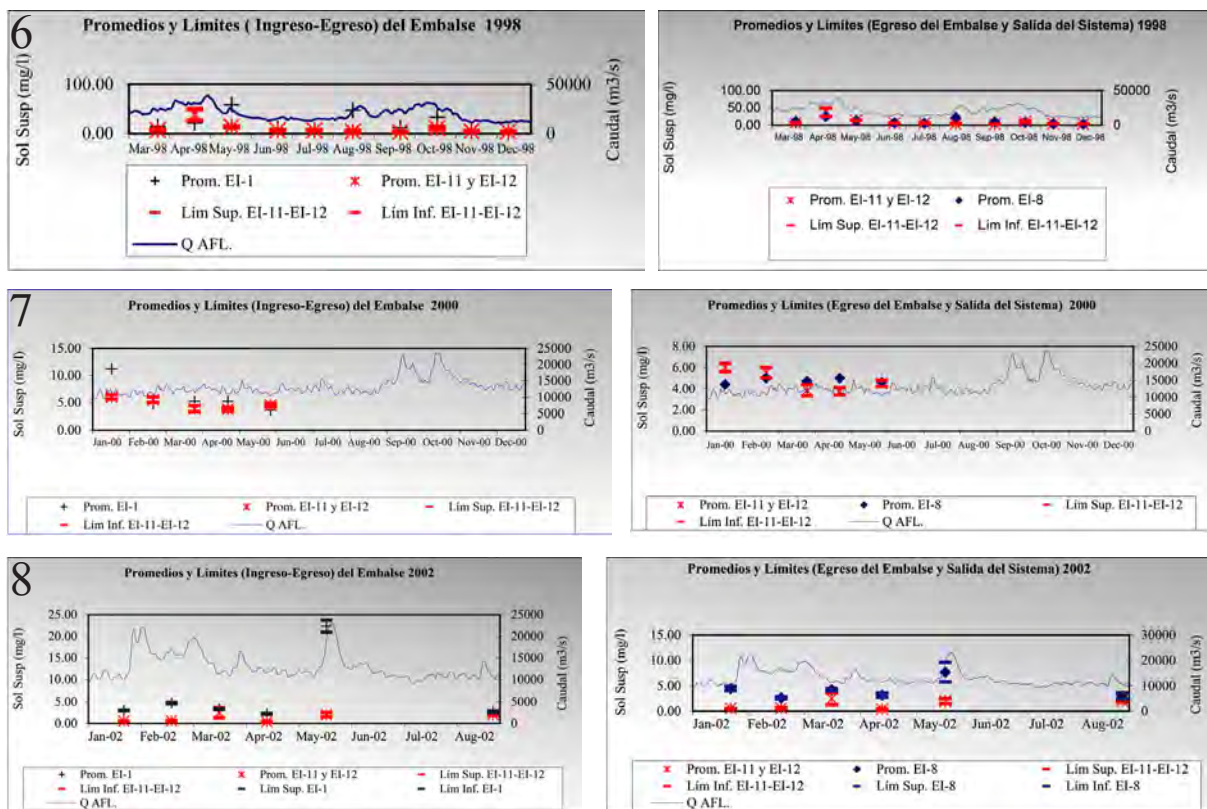 6
Promedios y Límites ( Ingreso-Egreso) del Embalse 1998
Sol Susp (mg/l)
100.00
50.00
0.00
50000
0
Caudal (m3/s)
Mar-98 Apr-98 May-98 Jun-98 Jul-98 Aug-98 Sep-98 Oct-98 Nov-98 Dec-98
Prom. EI-1 Prom. EI-11 y EI-12
Lím Sup. EI-11-EI-12 Lím Inf. EI-11-EI-12
Q AFL.
Promedios y Límites (Egreso del Embalse y Salida del Sistema) 1998
Sol Susp (mg/l)
100.00
50.00
0.00
50000
0
Caudal (m3/s)
Mar-98 Apr-98 May-98 Jun-98 Jul-98 Aug-98 Sep-98 Oct-98 Nov-98 Dec-98
Prom. EI-11 y EI-12 Prom. EI-8
Lím Sup. EI-11-EI-12 Lím Inf. EI-11-EI-12
7
Promedios y Límites (Ingreso-Egreso) del Embalse 2000
Sol Susp (mg/l)
15.00
10.00
5.00
0.00
25000
20000
15000
10000
5000
0
Caudal (m3/s)
Jan-00 Feb-00 Mar-00 Apr-00 May-00 Jun-00 Jul-00 Aug-00 Sep-00 Oct-00 Nov-00 Dec-00
Prom. EI-1 Prom. EI-11 y EI-12 Lím Sup. EI-11-EI-12
Lím Inf. EI-11-EI-12 Q AFL.
Promedios y Límites (Egreso del Embalse y Salida del Sistema) 2000
Sol Susp (mg/l)
8.00
6.00
4.00
2.00
0.00
25000
20000
15000
10000
5000
0
Caudal (m3/s)
Jan-00 Feb-00 Mar-00 Apr-00 May-00 Jun-00 Jul-00 Aug-00 Sep-00 Oct-00 Nov-00 Dec-00
Prom. EI-11 y EI-12 Prom. EI-8 Lím Sup. EI-11-EI-12
Lím Inf. EI-11-EI-12 Q AFL.
8
Promedios y Límites (Ingreso-Egreso) del Embalse 2002
Sol Susp (mg/l)
25.00
20.00
15.00
10.00
5.00
0.00
25000
20000
15000
10000
5000
0
Caudal (m3/s)
Jan-02 Feb-02 Mar-02 Apr-02 May-02 Jun-02 Jul-02 Aug-02
Prom. EI-1 Prom. EI-11 y EI-12 Lím Sup. EI-11-EI-12
Lím Inf. EI-11-EI-12 Lím Sup. EI-1 Lím Inf. EI-1
Q AFL.
Promedios y Límites (Egreso del Embalse y Salida del Sistema) 2002
Sol Susp (mg/l)
15.00
10.00
5.00
0.00
30000
20000
10000
0
Caudal (m3/s)
Jan-02 Feb-02 Mar-02 Apr-02 May-02 Jun-02 Jul-02 Aug-02
Prom. EI-11 y EI-12 Prom. EI-8 Lím Sup. EI-11-EI-12
Lím Inf. EI-11-EI-12 Lím Sup. EI-8 Lím Inf. EI-8
Q AFL.